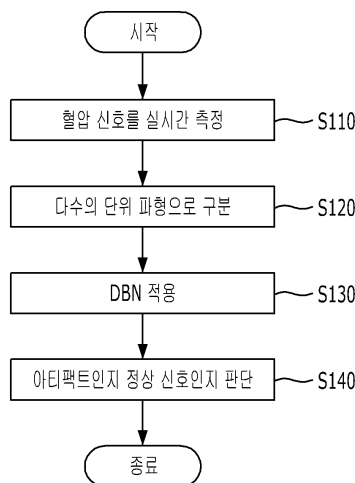 시작
혈압 신호를 실시간 측정
S110
다수의 단위 파형으로 구분
S120
DBN 적용
S130
아티팩트인지 정상 신호인지 판단
S140
종료